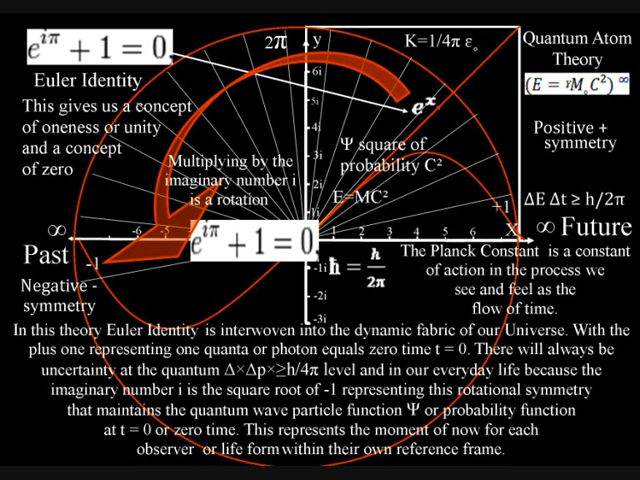 e^{iπ} + 1 = 0.
Euler Identity
This gives us a concept
of oneness or unity
and a concept
of zero
2π
y
K=1/4π ε₀
Quantum Atom
Theory
(E = γM₀C²)^∞
Positive +
symmetry
ΔE Δt ≥ h/2π
∞ Future
e^x
6i
5i
4i
3i
2i
Ψ square of
probability C²
E=MC²
Multiplying by the
imaginary number i
is a rotation
+1
X
∞
-6
-5
1
2
3
4
5
6
Past
-1
Negative -
symmetry
e^{iπ} + 1 = 0.
-1i
-2i
-3i
ħ = h/2π
The Planck Constant is a constant
of action in the process we
see and feel as the
flow of time.
In this theory Euler Identity is interwoven into the dynamic fabric of our Universe. With the
plus one representing one quanta or photon equals zero time t = 0. There will always be
uncertainty at the quantum Δ×Δp×≥h/4π level and in our everyday life because the
imaginary number i is the square root of -1 representing this rotational symmetry
that maintains the quantum wave particle function Ψ or probability function
at t = 0 or zero time. This represents the moment of now for each
observer or life form within their own reference frame.